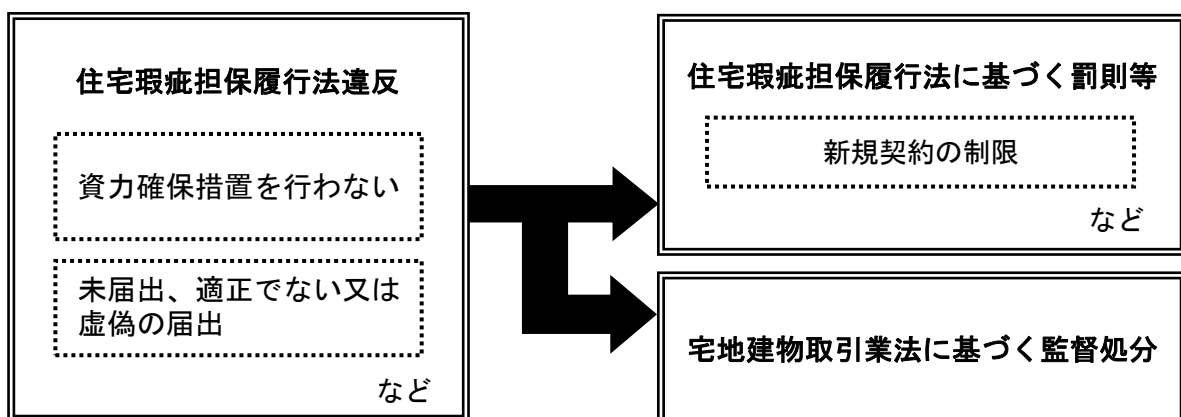 住宅瑕疵担保履行法違反
資力確保措置を行わない
未届出、適正でない又は
虚偽の届出
など
住宅瑕疵担保履行法に基づく罰則等
新規契約の制限
など
宅地建物取引業法に基づく監督処分